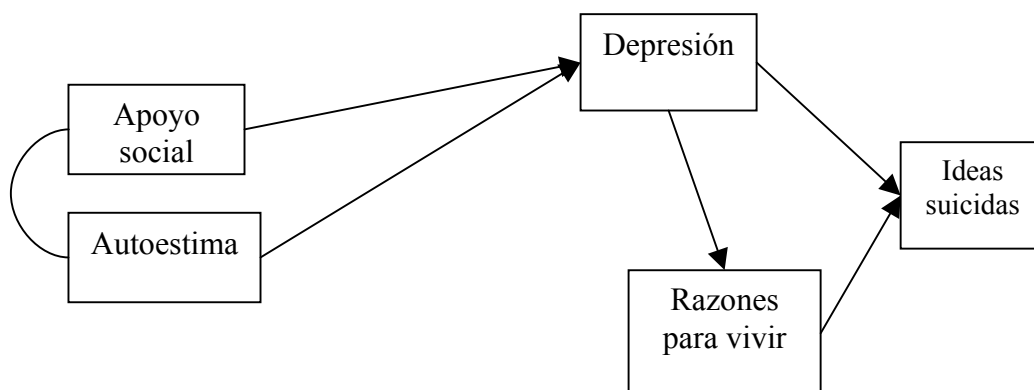 Depresión
Apoyo
social
Ideas
suicidas
Autoestima
Razones
para vivir